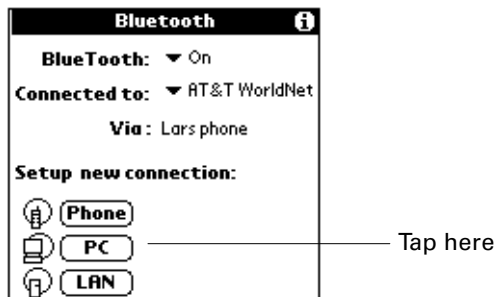 Bluetooth i
BlueTooth: On
Connected to: AT&T WorldNet
Via: Lars phone
Setup new connection:
Phone
PC Tap here
LAN